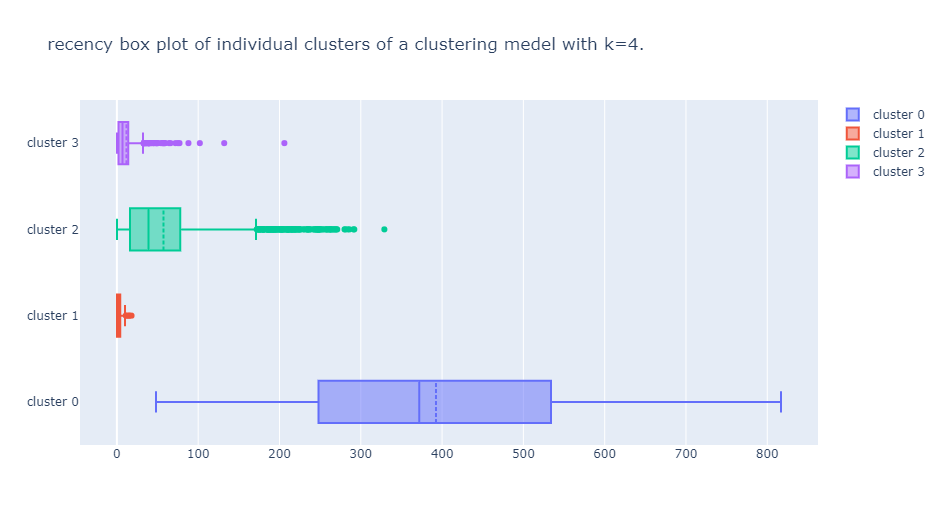 recency box plot of individual clusters of a clustering medel with k=4.
cluster 0
cluster 1
cluster 2
cluster 3
cluster 3
cluster 2
cluster 1
cluster 0
0 100 200 300 400 500 600 700 800